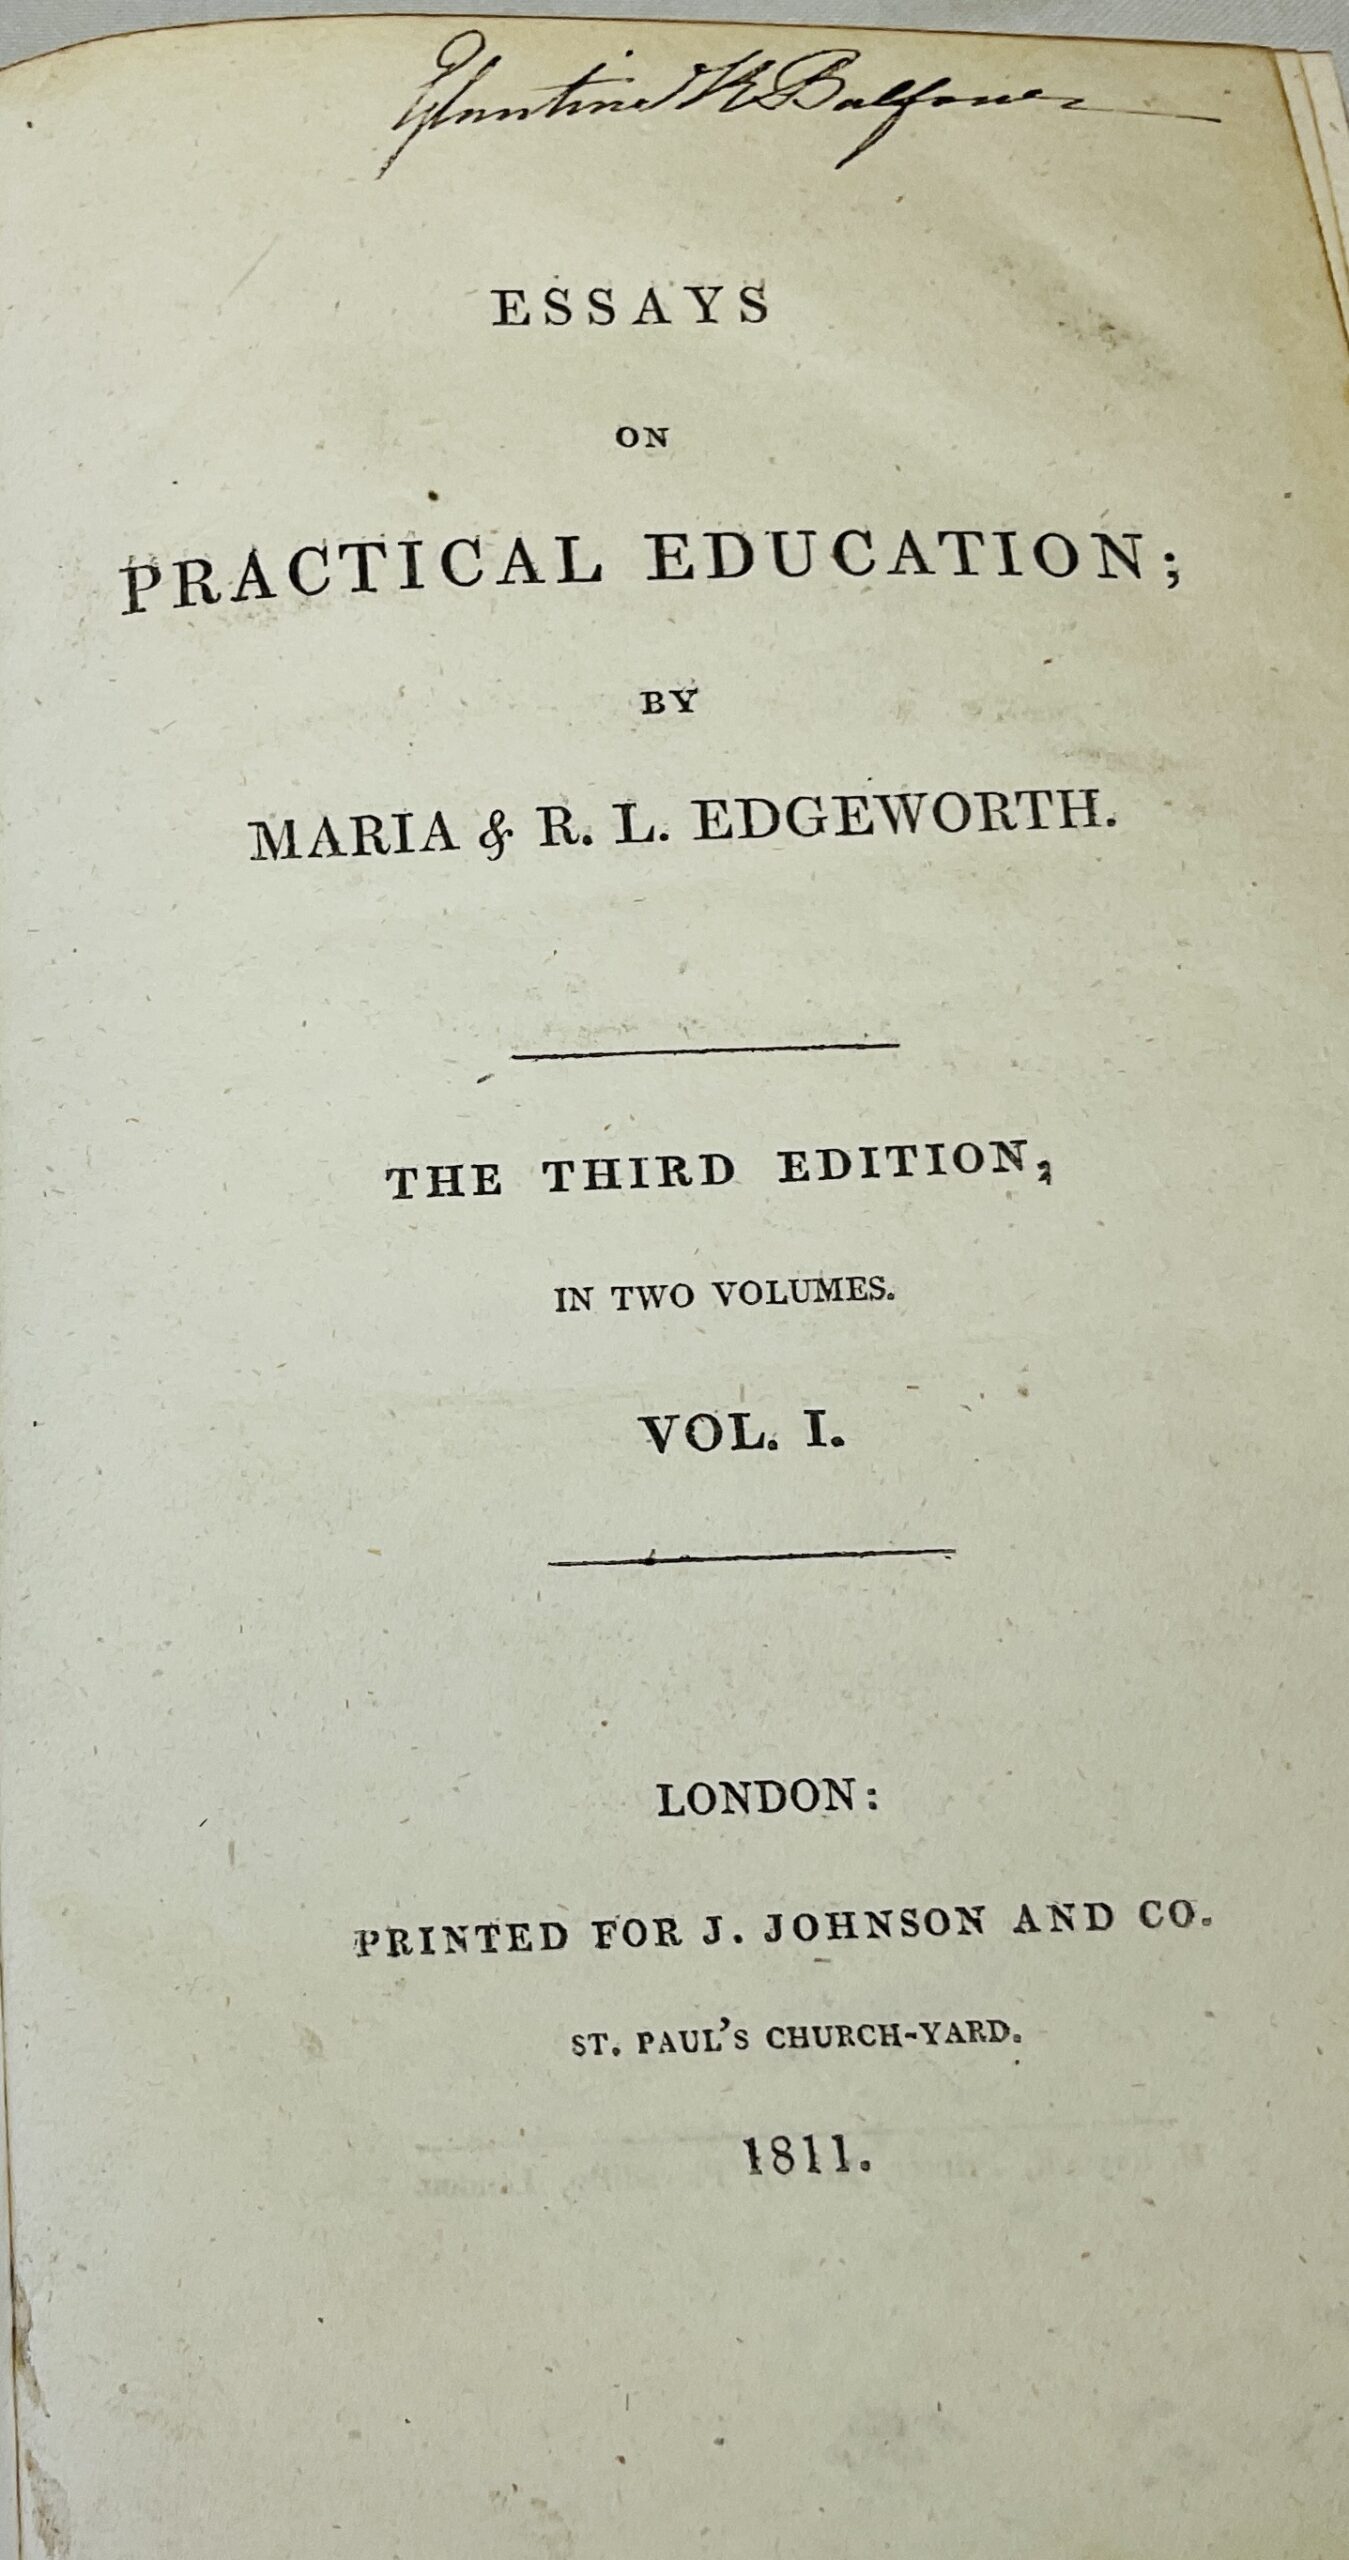 Balfour
ESSAYS
ON
PRACTICAL EDUCATION;
BY
MARIA & R. L. EDGEWORTH.
THE THIRD EDITION,
IN TWO VOLUMES.
VOL. I.
LONDON:
PRINTED FOR J. JOHNSON AND CO.
ST. PAUL'S CHURCH-YARD.
1811.